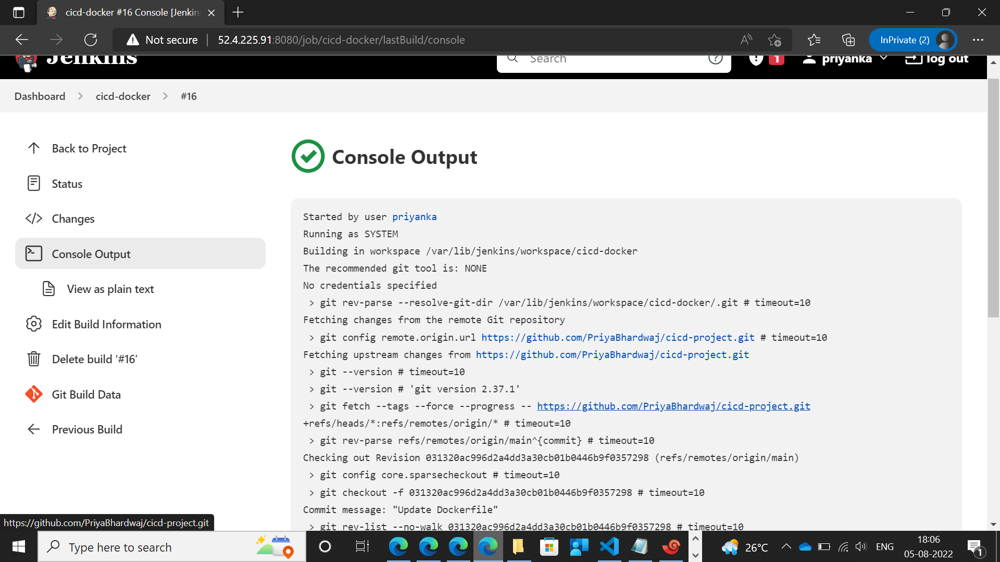 cicd-docker #16 Console [Jenkin
Not secure
52.4.225.91:8080/job/cicd-docker/lastBuild/console
InPrivate (2)
Jenkins
Search
1
priyanka
log out
Dashboard
cicd-docker
#16
Back to Project
Status
Changes
Console Output
View as plain text
Edit Build Information
Delete build ‘#16’
Git Build Data
Previous Build
Console Output
Started by user priyanka
Running as SYSTEM
Building in workspace /var/lib/jenkins/workspace/cicd-docker
The recommended git tool is: NONE
No credentials specified
> git rev-parse --resolve-git-dir /var/lib/jenkins/workspace/cicd-docker/.git # timeout=10
Fetching changes from the remote Git repository
> git config remote.origin.url https://github.com/PriyaBhardwaj/cicd-project.git # timeout=10
Fetching upstream changes from https://github.com/PriyaBhardwaj/cicd-project.git
> git --version # timeout=10
> git --version # 'git version 2.37.1'
> git fetch --tags --force --progress -- https://github.com/PriyaBhardwaj/cicd-project.git
+refs/heads/*:refs/remotes/origin/* # timeout=10
> git rev-parse refs/remotes/origin/main^{commit} # timeout=10
Checking out Revision 031320ac996d2a4dd3a30cb01b0446b9f0357298 (refs/remotes/origin/main)
> git config core.sparsecheckout # timeout=10
> git checkout -f 031320ac996d2a4dd3a30cb01b0446b9f0357298 # timeout=10
Commit message: "Update Dockerfile"
> git rev-list --no-walk 031320ac996d2a4dd3a30cb01b0446b9f0357298 # timeout=10
https://github.com/PriyaBhardwaj/cicd-project.git
Type here to search
26°C
ENG
18:06
05-08-2022
1